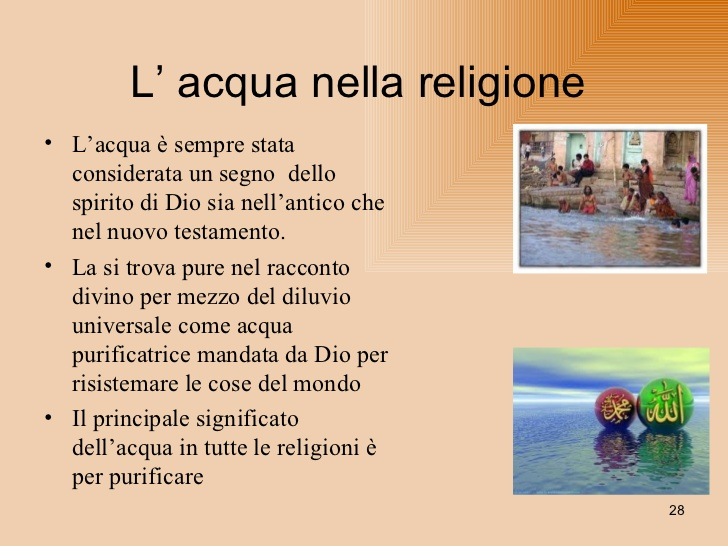 L’ acqua nella religione
• L’acqua è sempre stata
considerata un segno dello
spirito di Dio sia nell’antico che
nel nuovo testamento.
• La si trova pure nel racconto
divino per mezzo del diluvio
universale come acqua
purificatrice mandata da Dio per
risistemare le cose del mondo
• Il principale significato
dell’acqua in tutte le religioni è
per purificare
محمد
الله
28